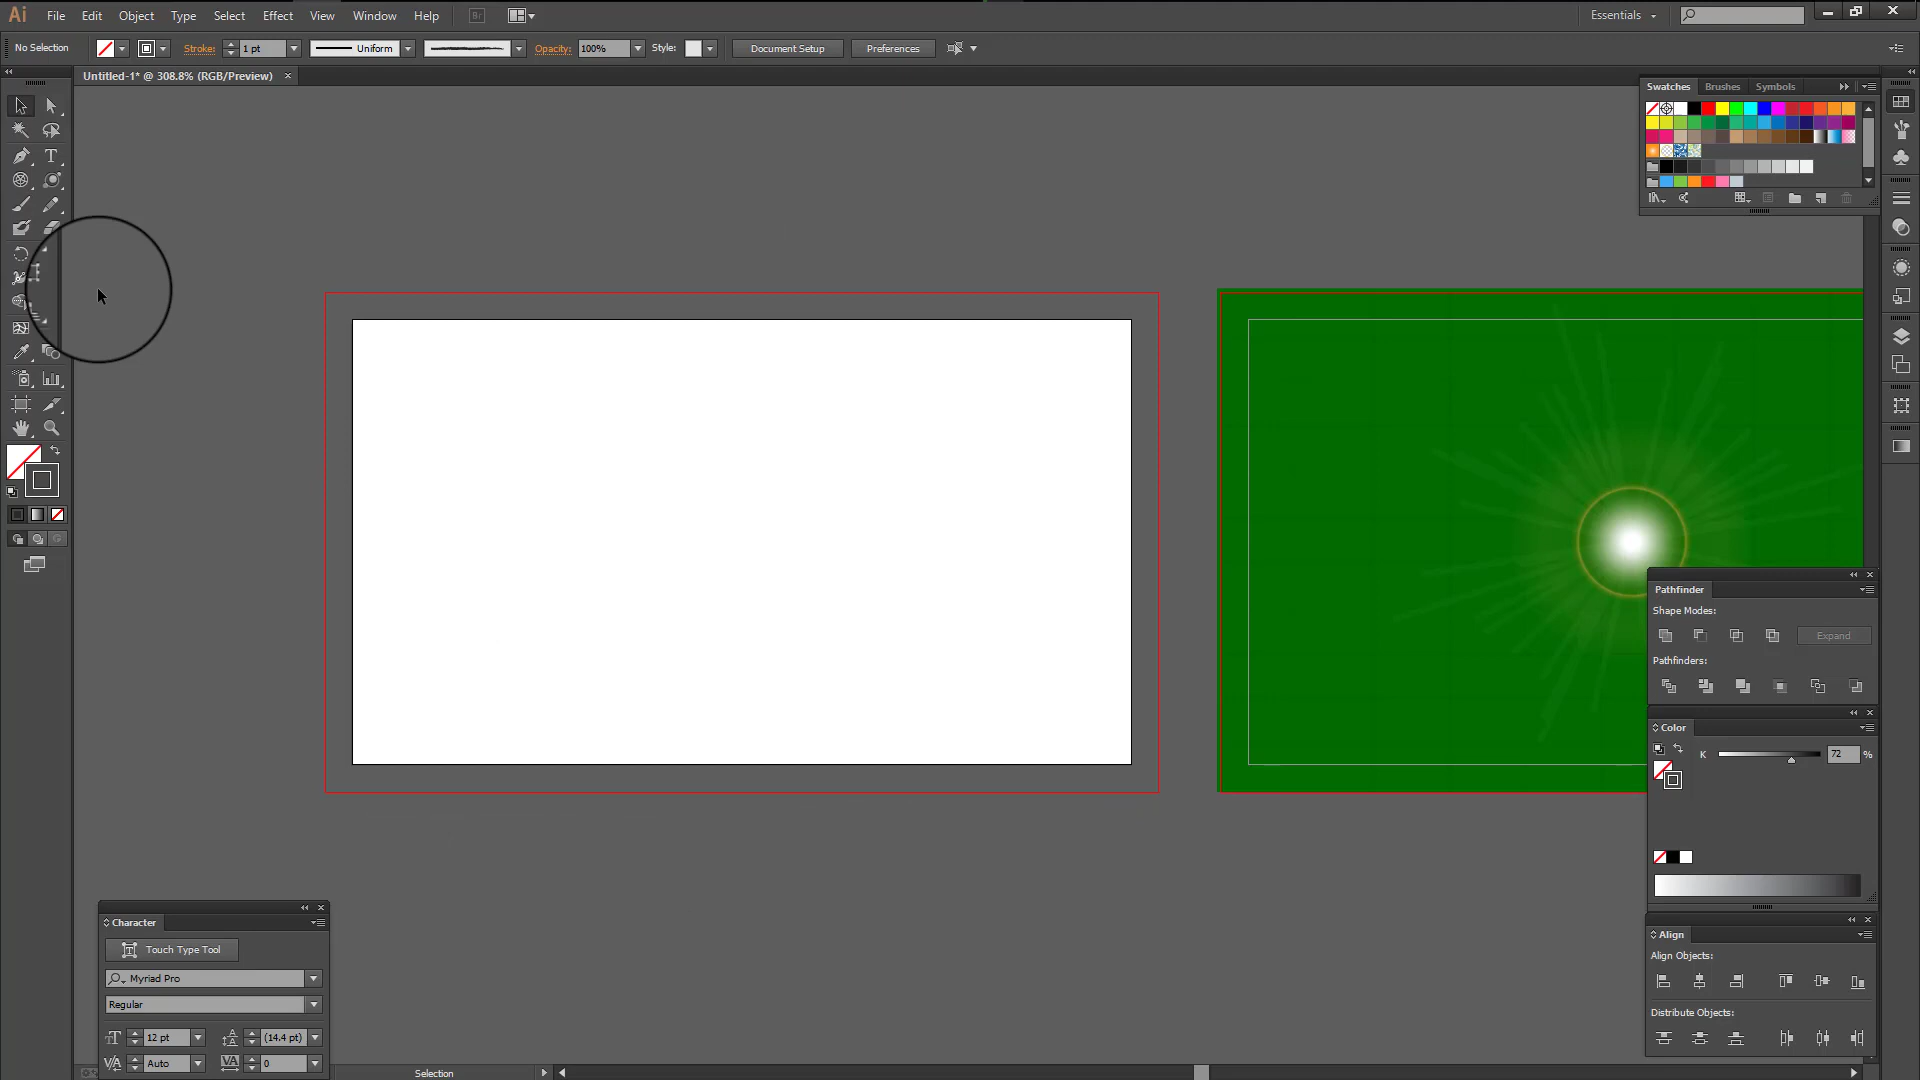 Ai File Edit Object Type Select Effect View Window Help Br Essentials
No Selection Stroke: 1 pt Uniform Opacity: 100% Style: Document Setup Preferences
Untitled-1* @ 308.8% (RGB/Preview)
Swatches Brushes Symbols
Pathfinder
Shape Modes:
Expand
Pathfinders:
Color
K 72 %
Align
Align Objects:
Distribute Objects:
Character
Touch Type Tool
Myriad Pro
Regular
12 pt (14.4 pt)
Auto 0
Selection